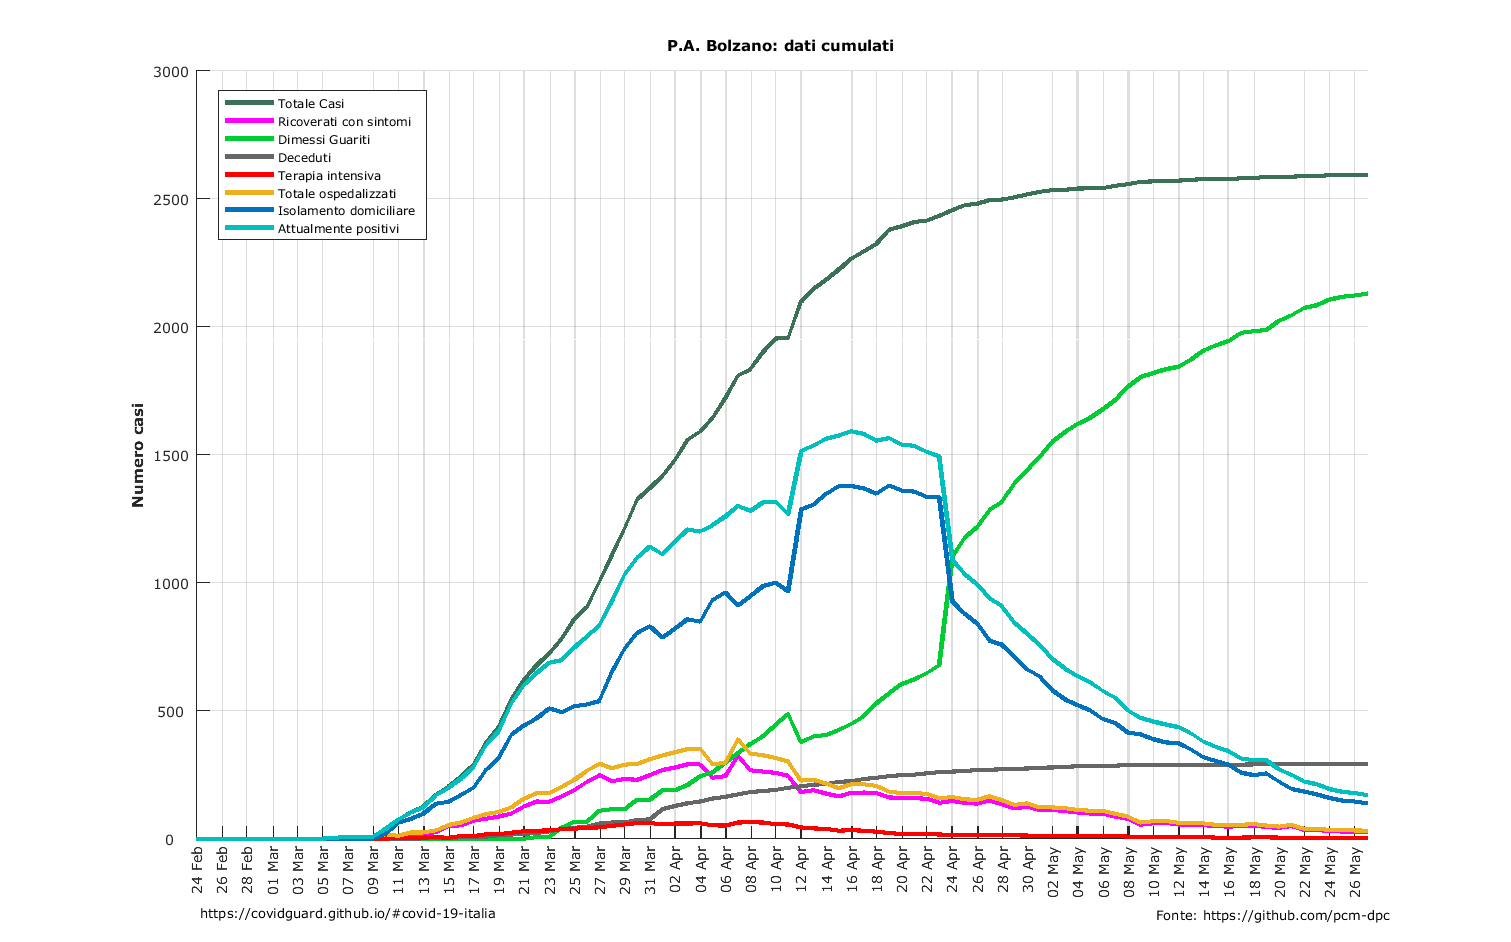 P.A. Bolzano: dati cumulati
3000
2500
2000
1500
1000
500
0
Numero casi
Totale Casi
Ricoverati con sintomi
Dimessi Guariti
Deceduti
Terapia intensiva
Totale ospedalizzati
Isolamento domiciliare
Attualmente positivi
24 Feb
26 Feb
28 Feb
01 Mar
03 Mar
05 Mar
07 Mar
09 Mar
11 Mar
13 Mar
15 Mar
17 Mar
19 Mar
21 Mar
23 Mar
25 Mar
27 Mar
29 Mar
31 Mar
02 Apr
04 Apr
06 Apr
08 Apr
10 Apr
12 Apr
14 Apr
16 Apr
18 Apr
20 Apr
22 Apr
24 Apr
26 Apr
28 Apr
30 Apr
02 May
04 May
06 May
08 May
10 May
12 May
14 May
16 May
18 May
20 May
22 May
24 May
26 May
https://covidguard.github.io/#covid-19-italia
Fonte: https://github.com/pcm-dpc